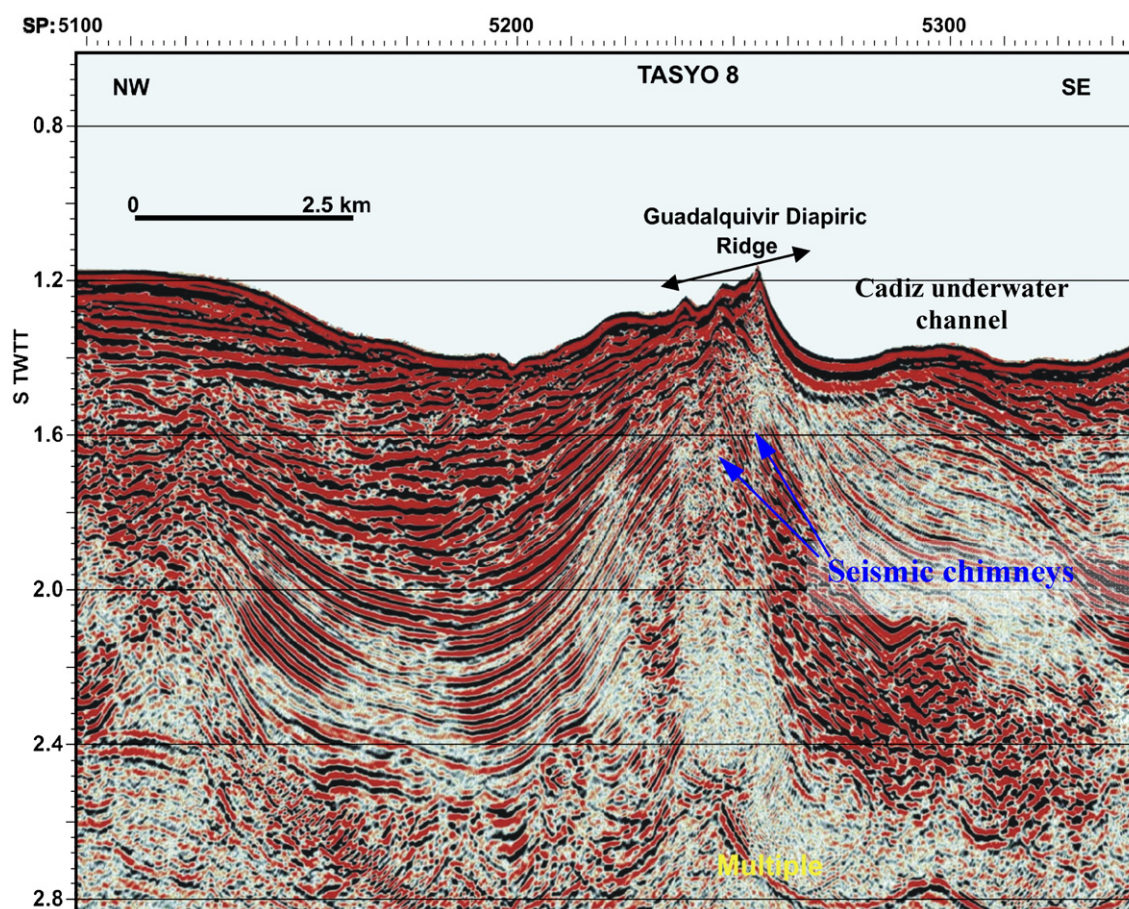 SP:5100 5200 5300
NW TASYO 8 SE
0.8
0 2.5 km
Guadalquivir Diapiric
Ridge
1.2
Cadiz underwater
channel
S TWTT
1.6
Seismic chimneys
2.0
2.4
Multiple
2.8